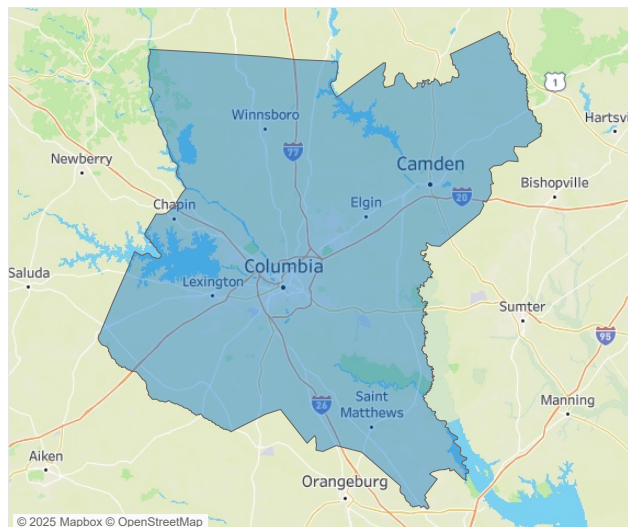 1
Hartsvi
Winnsboro
77
Newberry
Camden
Bishopville
20
Elgin
Chapin
Columbia
Saluda
Lexington
Sumter
95
Saint
Matthews
26
Manning
Aiken
Orangeburg
© 2025 Mapbox © OpenStreetMap